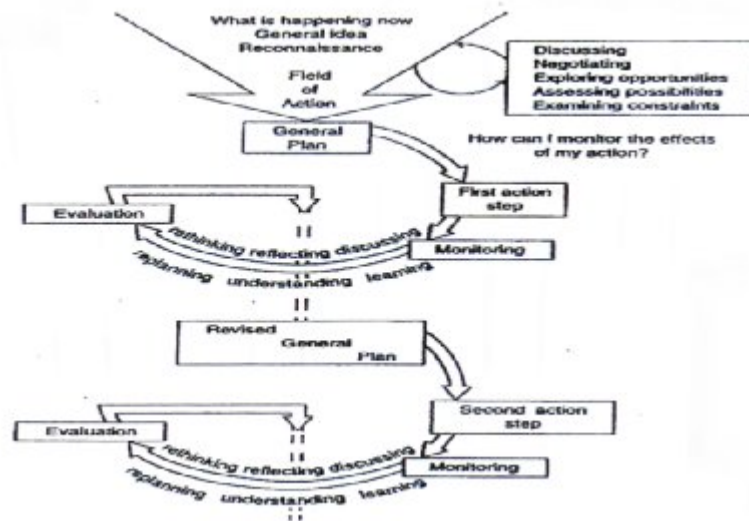 What is happening now
General idea
Reconnaissance
Field
of
Action
Discussing
Negotiating
Exploring opportunities
Assessing possibilities
Examining constraints
General
Plan
How can I monitor the effects
of my action?
First action
step
Evaluation
Monitoring
rethinking reflecting discussing
replanning understanding learning
Revised
General
Plan
Second action
step
Evaluation
Monitoring
rethinking reflecting discussing
replanning understanding learning